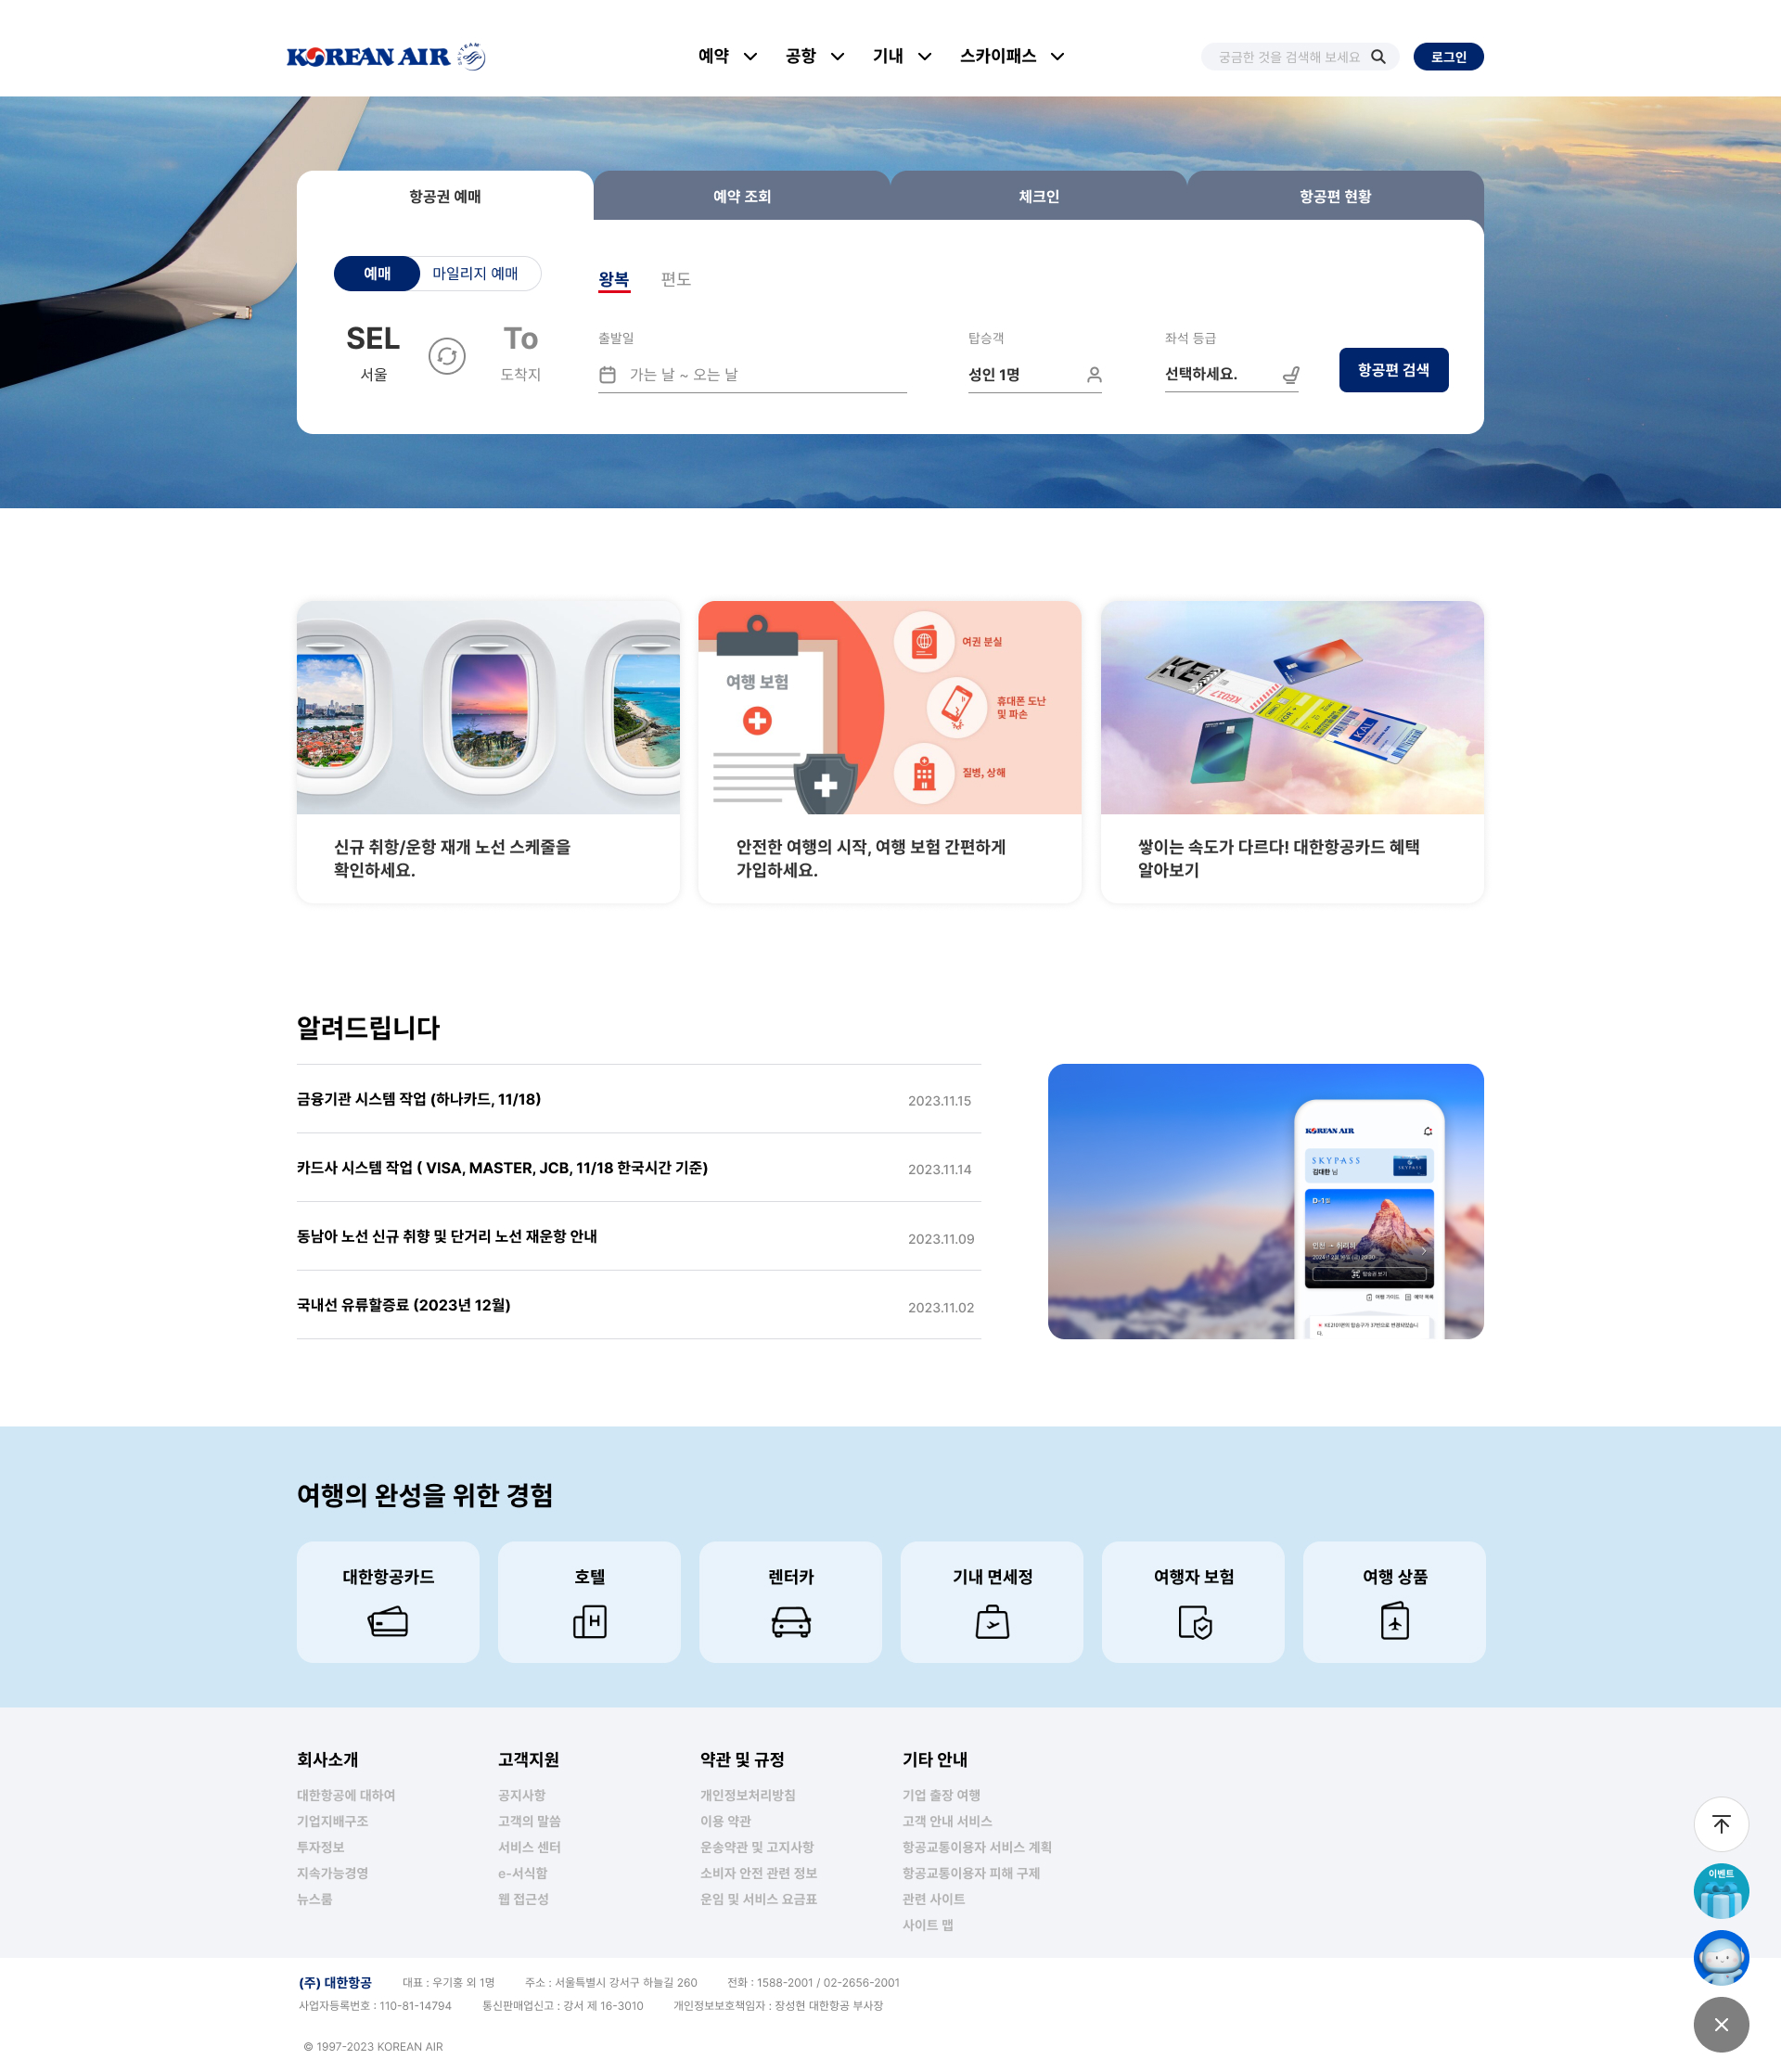 KOREAN AIR
SKYTEAM
예약
공항
기내
스카이패스
궁금한 것을 검색해 보세요
로그인
항공권 예매
예약 조회
체크인
항공편 현황
예매
마일리지 예매
왕복
편도
SEL
서울
To
도착지
출발일
가는 날 ~ 오는 날
탑승객
성인 1명
좌석 등급
선택하세요.
항공편 검색
여행 보험
여권 분실
휴대폰 도난
및 파손
질병, 상해
KE
KE017
KAL
신규 취항/운항 재개 노선 스케줄을
확인하세요.
안전한 여행의 시작, 여행 보험 간편하게
가입하세요.
쌓이는 속도가 다르다! 대한항공카드 혜택
알아보기
알려드립니다
금융기관 시스템 작업 (하나카드, 11/18)
2023.11.15
카드사 시스템 작업 ( VISA, MASTER, JCB, 11/18 한국시간 기준)
2023.11.14
동남아 노선 신규 취향 및 단거리 노선 재운항 안내
2023.11.09
국내선 유류할증료 (2023년 12월)
2023.11.02
KOREAN AIR
SKYPASS
김대한 님
SKYPASS
탑승권 보기
여행 가이드
예약 목록
여행의 완성을 위한 경험
대한항공카드
호텔
H
렌터카
기내 면세정
여행자 보험
여행 상품
회사소개
대한항공에 대하여
기업지배구조
투자정보
지속가능경영
뉴스룸
고객지원
공지사항
고객의 말씀
서비스 센터
e-서식함
웹 접근성
약관 및 규정
개인정보처리방침
이용 약관
운송약관 및 고지사항
소비자 안전 관련 정보
운임 및 서비스 요금표
기타 안내
기업 출장 여행
고객 안내 서비스
항공교통이용자 서비스 계획
항공교통이용자 피해 구제
관련 사이트
사이트 맵
이벤트
(주) 대한항공
대표 : 우기홍 외 1명
주소 : 서울특별시 강서구 하늘길 260
전화 : 1588-2001 / 02-2656-2001
사업자등록번호 : 110-81-14794
통신판매업신고 : 강서 제 16-3010
개인정보보호책임자 : 장성현 대한항공 부사장
© 1997-2023 KOREAN AIR